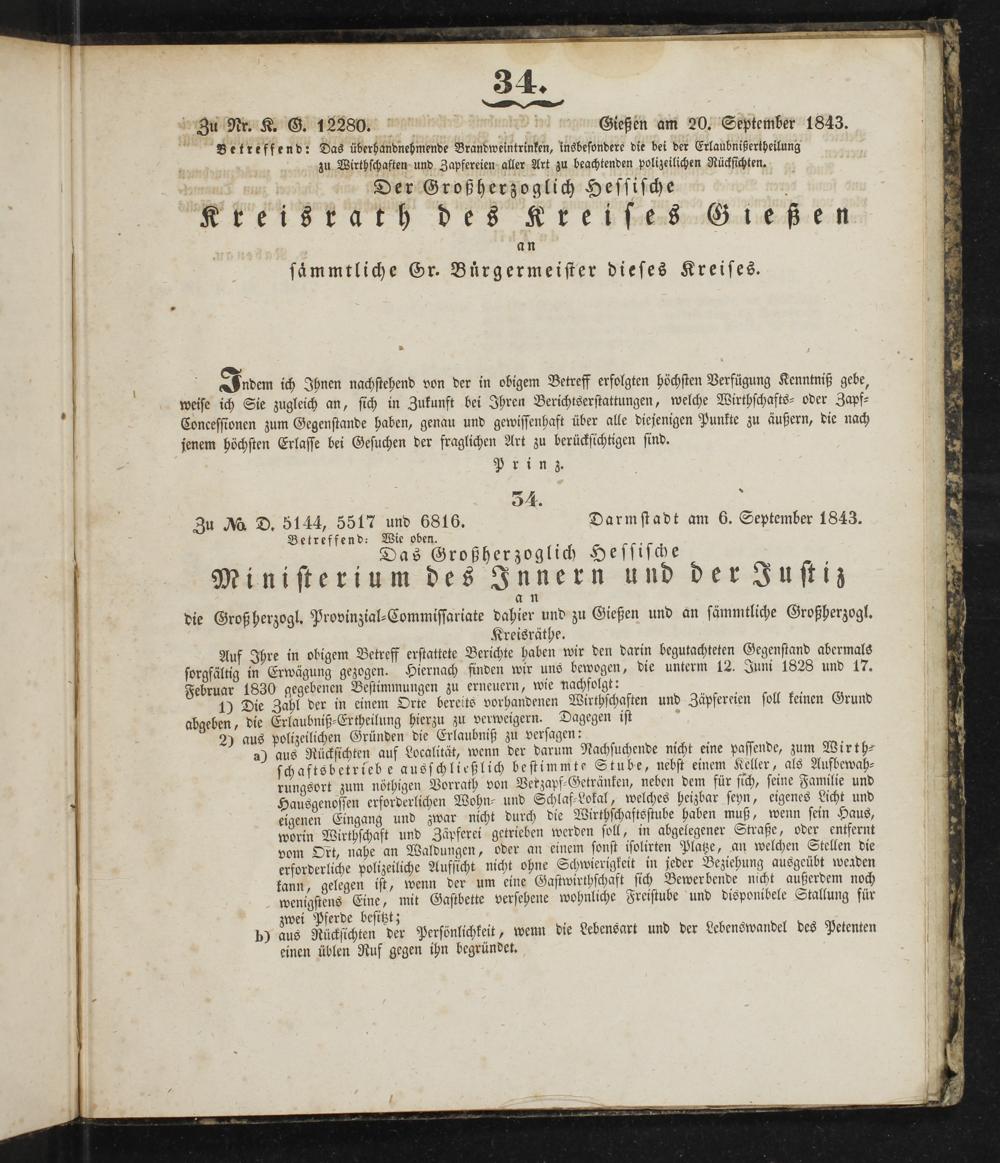 34.
Zu Nr. K. G. 12280. Gießen am 20. September 1843.
Betreffend: Das überhandnehmende Brandweintrinken, insbesondere die bei der Erlaubnißertheilung
zu Wirthschaften und Zapfereien aller Art zu beachtenden polizeilichen Rücksichten.
Der Großherzoglich Hessische
Kreisrath des Kreises Gießen
an
sämmtliche Gr. Bürgermeister dieses Kreises.
Indem ich Ihnen nachstehend von der in obigem Betreff erfolgten höchsten Verfügung Kenntniß gebe,
weise ich Sie zugleich an, sich in Zukunft bei Ihren Berichtserstattungen, welche Wirthschafts- oder Zapf-
Concessionen zum Gegenstande haben, genau und gewissenhaft über alle diejenigen Punkte zu äußern, die nach
jenem höchsten Erlasse bei Gesuchen der fraglichen Art zu berücksichtigen sind.
Prinz.
34.
Zu No. D. 5144, 5517 und 6816. Darmstadt am 6. September 1843.
Betreffend: Wie oben.
Das Großherzoglich Hessische
Ministerium des Innern und der Justiz
an
die Großherzogl. Provinzial-Commissariate dahier und zu Gießen und an sämmtliche Großherzogl.
Kreisräthe.
Auf Ihre in obigem Betreff erstattete Berichte haben wir den darin begutachteten Gegenstand abermals
sorgfältig in Erwägung gezogen. Hiernach finden wir uns bewogen, die unterm 12. Juni 1828 und 17.
Februar 1830 gegebenen Bestimmungen zu erneuern, wie nachfolgt:
1) Die Zahl der in einem Orte bereits vorhandenen Wirthschaften und Zäpfereien soll keinen Grund
abgeben, die Erlaubniß-Ertheilung hierzu zu verweigern. Dagegen ist
2) aus polizeilichen Gründen die Erlaubniß zu versagen:
a) aus Rücksichten auf Localität, wenn der darum Nachsuchende nicht eine passende, zum Wirth-
schaftsbetriebe ausschließlich bestimmte Stube, nebst einem Keller, als Aufbewah-
rungsort zum nöthigen Vorrath von Verzapf-Getränken, neben dem für sich, seine Familie und
Hausgenossen erforderlichen Wohn- und Schlaf-Lokal, welches heizbar seyn, eigenes Licht und
eigenen Eingang und zwar nicht durch die Wirthschaftsstube haben muß, wenn sein Haus,
worin Wirthschaft und Zäpferei getrieben werden soll, in abgelegener Straße, oder entfernt
vom Ort, nahe an Waldungen, oder an einem sonst isolirten Platze, an welchen Stellen die
erforderliche polizeiliche Aufsicht nicht ohne Schwierigkeit in jeder Beziehung ausgeübt werden
kann, gelegen ist, wenn der um eine Gastwirthschaft sich Bewerbende nicht außerdem noch
wenigstens Eine, mit Gastbette versehene wohnliche Freistube und disponibele Stallung für
zwei Pferde besitzt;
b) aus Rücksichten der Persönlichkeit, wenn die Lebensart und der Lebenswandel des Petenten
einen üblen Ruf gegen ihn begründet.